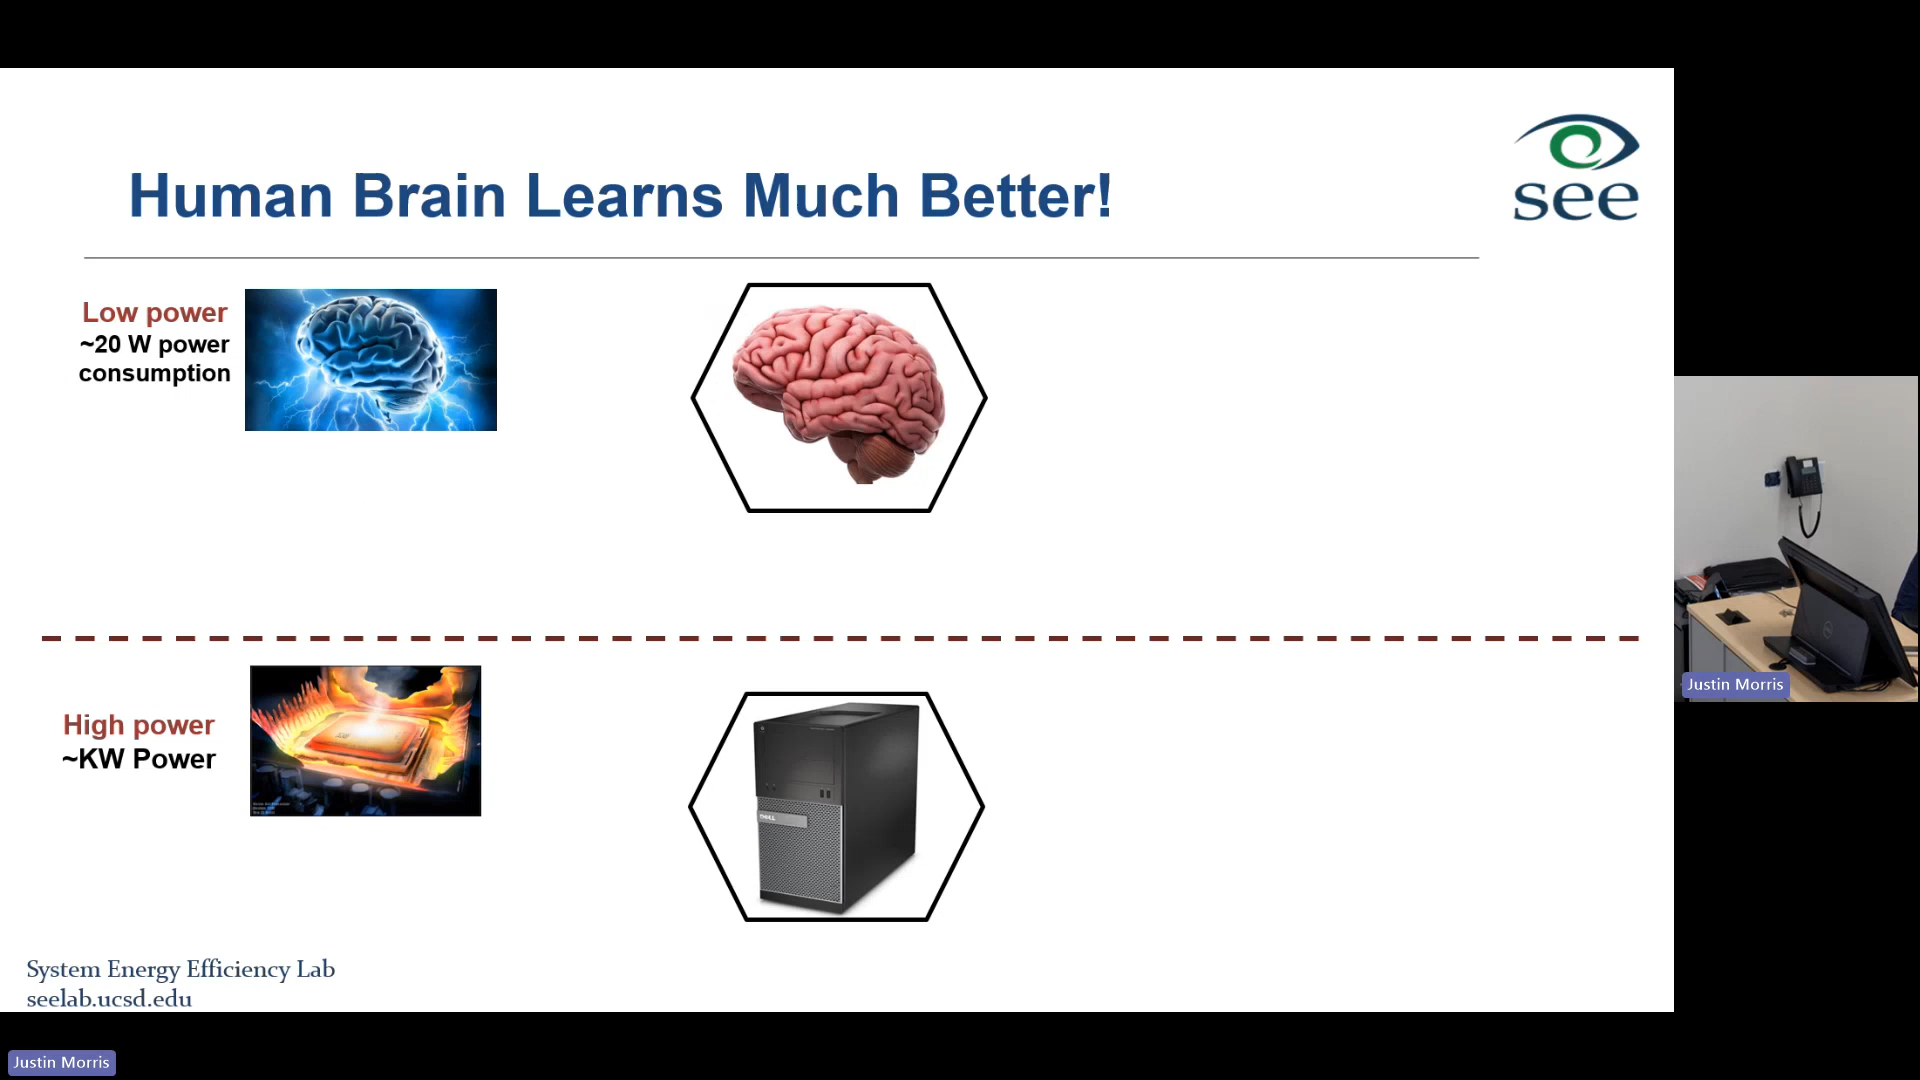 Human Brain Learns Much Better!
see
Low power
~20 W power
consumption
High power
~KW Power
DELL
System Energy Efficiency Lab
seelab.ucsd.edu
Justin Morris
Justin Morris